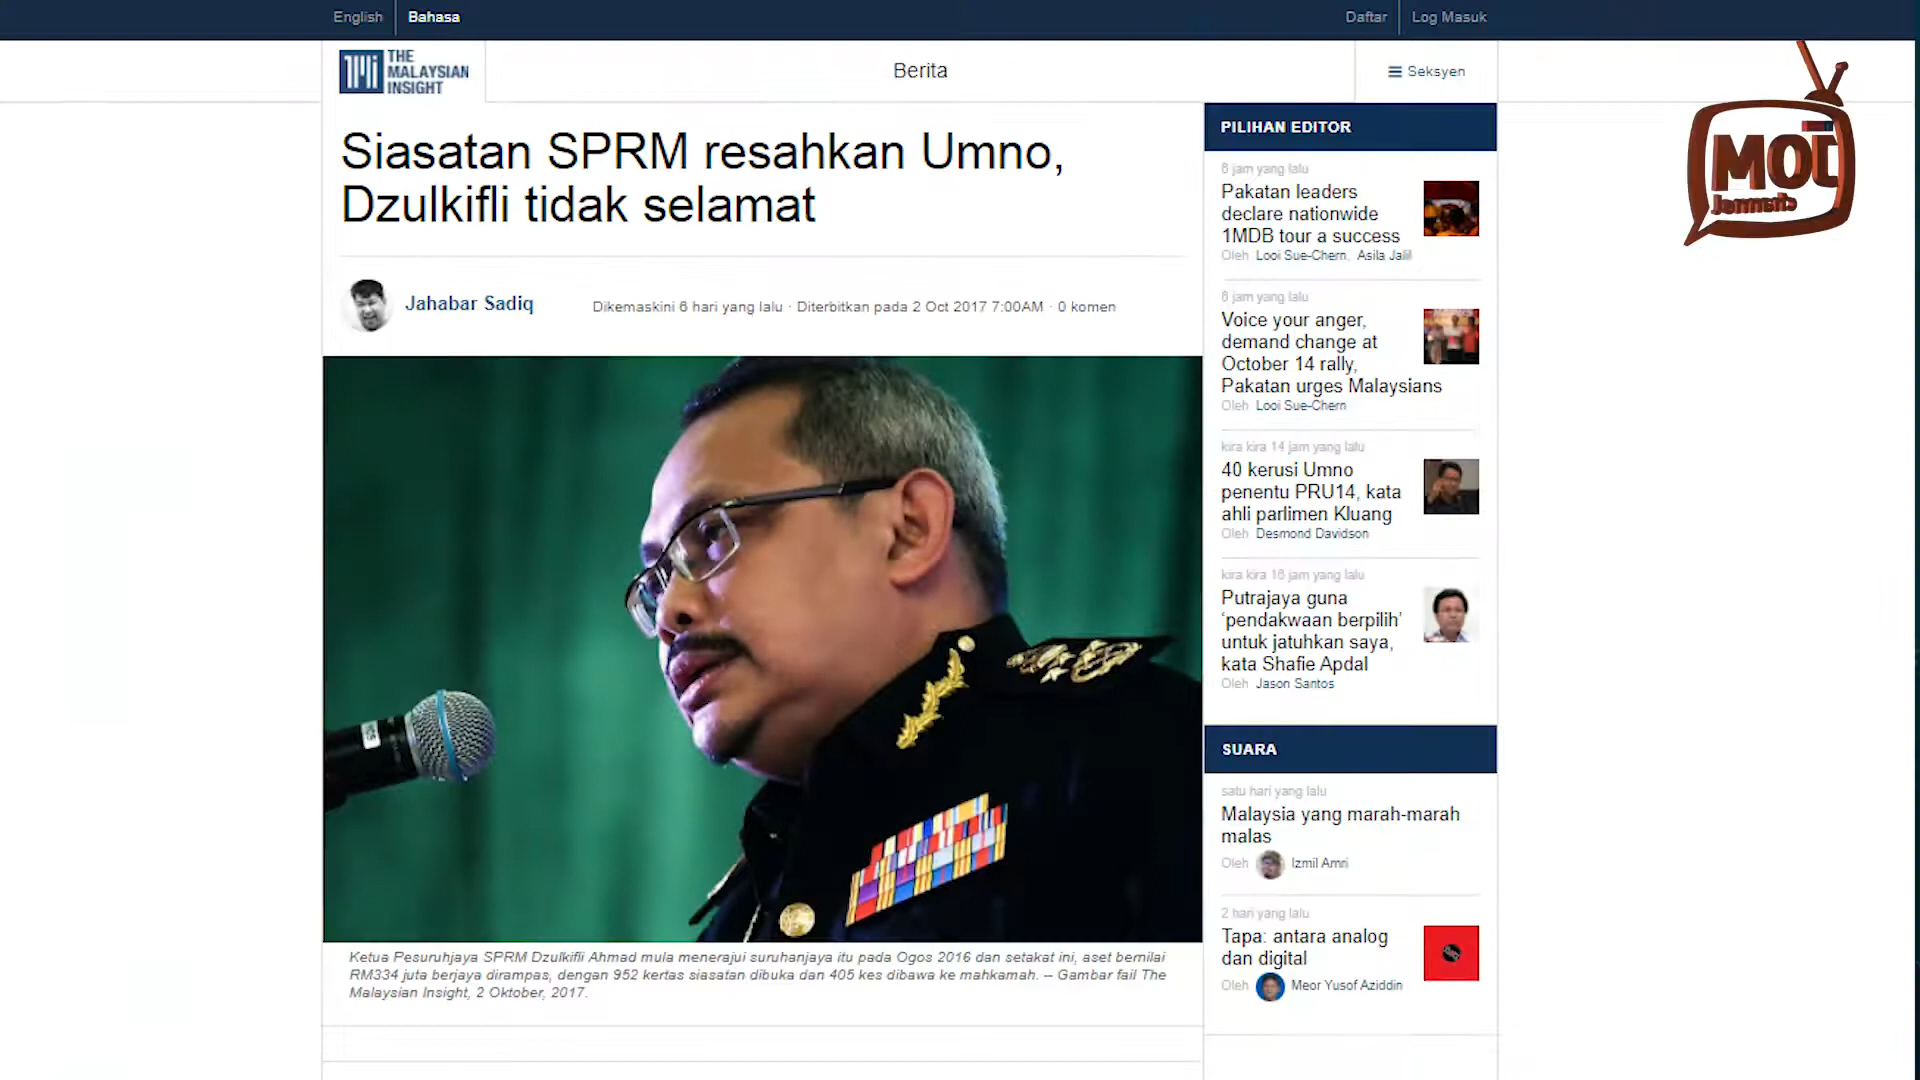 English
Bahasa
Daftar
Log Masuk
THE
MALAYSIAN
INSIGHT
Berita
Seksyen
Siasatan SPRM resahkan Umno,
Dzulkifli tidak selamat
Jahabar Sadiq
Dikemaskini 6 hari yang lalu · Diterbitkan pada 2 Oct 2017 7:00AM · 0 komen
Ketua Pesuruhjaya SPRM Dzulkifli Ahmad mula menerajui suruhanjaya itu pada Ogos 2016 dan setakat ini, aset bernilai
RM334 juta berjaya dirampas, dengan 952 kertas siasatan dibuka dan 405 kes dibawa ke mahkamah. – Gambar fail The
Malaysian Insight, 2 Oktober, 2017.
PILIHAN EDITOR
6 jam yang lalu
Pakatan leaders
declare nationwide
1MDB tour a success
Oleh Looi Sue-Chern, Asila Jalil
6 jam yang lalu
Voice your anger,
demand change at
October 14 rally,
Pakatan urges Malaysians
Oleh Looi Sue-Chern
kira kira 14 jam yang lalu
40 kerusi Umno
penentu PRU14, kata
ahli parlimen Kluang
Oleh Desmond Davidson
kira kira 16 jam yang lalu
Putrajaya guna
‘pendakwaan berpilih’
untuk jatuhkan saya,
kata Shafie Apdal
Oleh Jason Santos
SUARA
satu hari yang lalu
Malaysia yang marah-marah
malas
Oleh Izmil Amri
2 hari yang lalu
Tapa: antara analog
dan digital
Oleh Meor Yusof Aziddin
channel